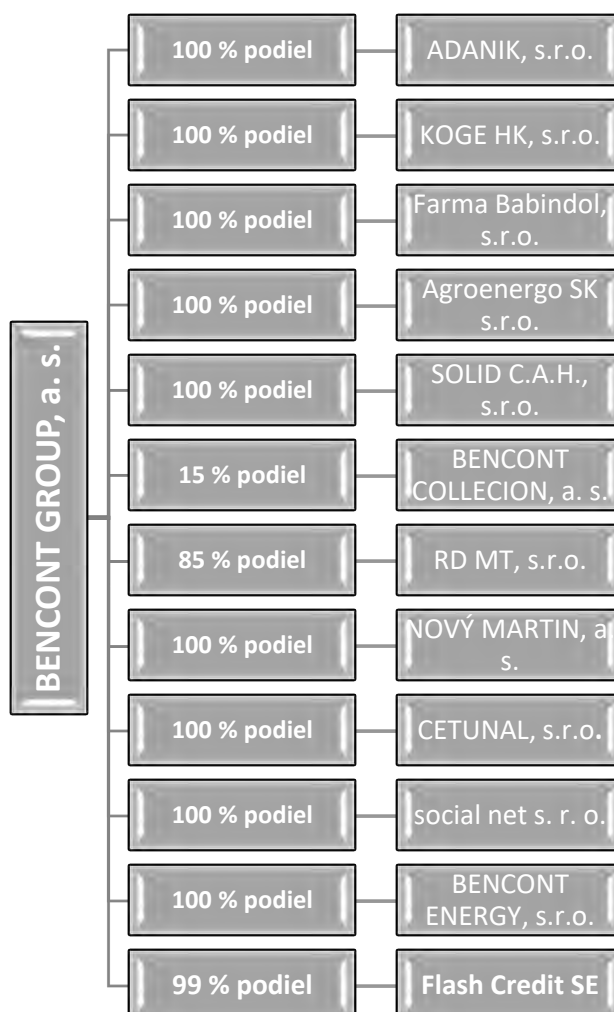 BENCONT GROUP, a. s.
100 % podiel
ADANIK, s.r.o.
100 % podiel
KOGE HK, s.r.o.
100 % podiel
Farma Babindol,
s.r.o.
100 % podiel
Agroenergo SK
s.r.o.
100 % podiel
SOLID C.A.H.,
s.r.o.
15 % podiel
BENCONT
COLLECION, a. s.
85 % podiel
RD MT, s.r.o.
100 % podiel
NOVÝ MARTIN, a
s.
100 % podiel
CETUNAL, s.r.o.
100 % podiel
social net s. r. o.
100 % podiel
BENCONT
ENERGY, s.r.o.
99 % podiel
Flash Credit SE